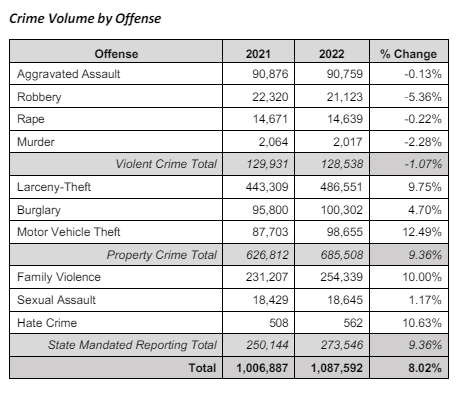 Crime Volume by Offense
Offense 2021 2022 % Change
Aggravated Assault 90,876 90,759 -0.13%
Robbery 22,320 21,123 -5.36%
Rape 14,671 14,639 -0.22%
Murder 2,064 2,017 -2.28%
Violent Crime Total 129,931 128,538 -1.07%
Larceny-Theft 443,309 486,551 9.75%
Burglary 95,800 100,302 4.70%
Motor Vehicle Theft 87,703 98,655 12.49%
Property Crime Total 626,812 685,508 9.36%
Family Violence 231,207 254,339 10.00%
Sexual Assault 18,429 18,645 1.17%
Hate Crime 508 562 10.63%
State Mandated Reporting Total 250,144 273,546 9.36%
Total 1,006,887 1,087,592 8.02%